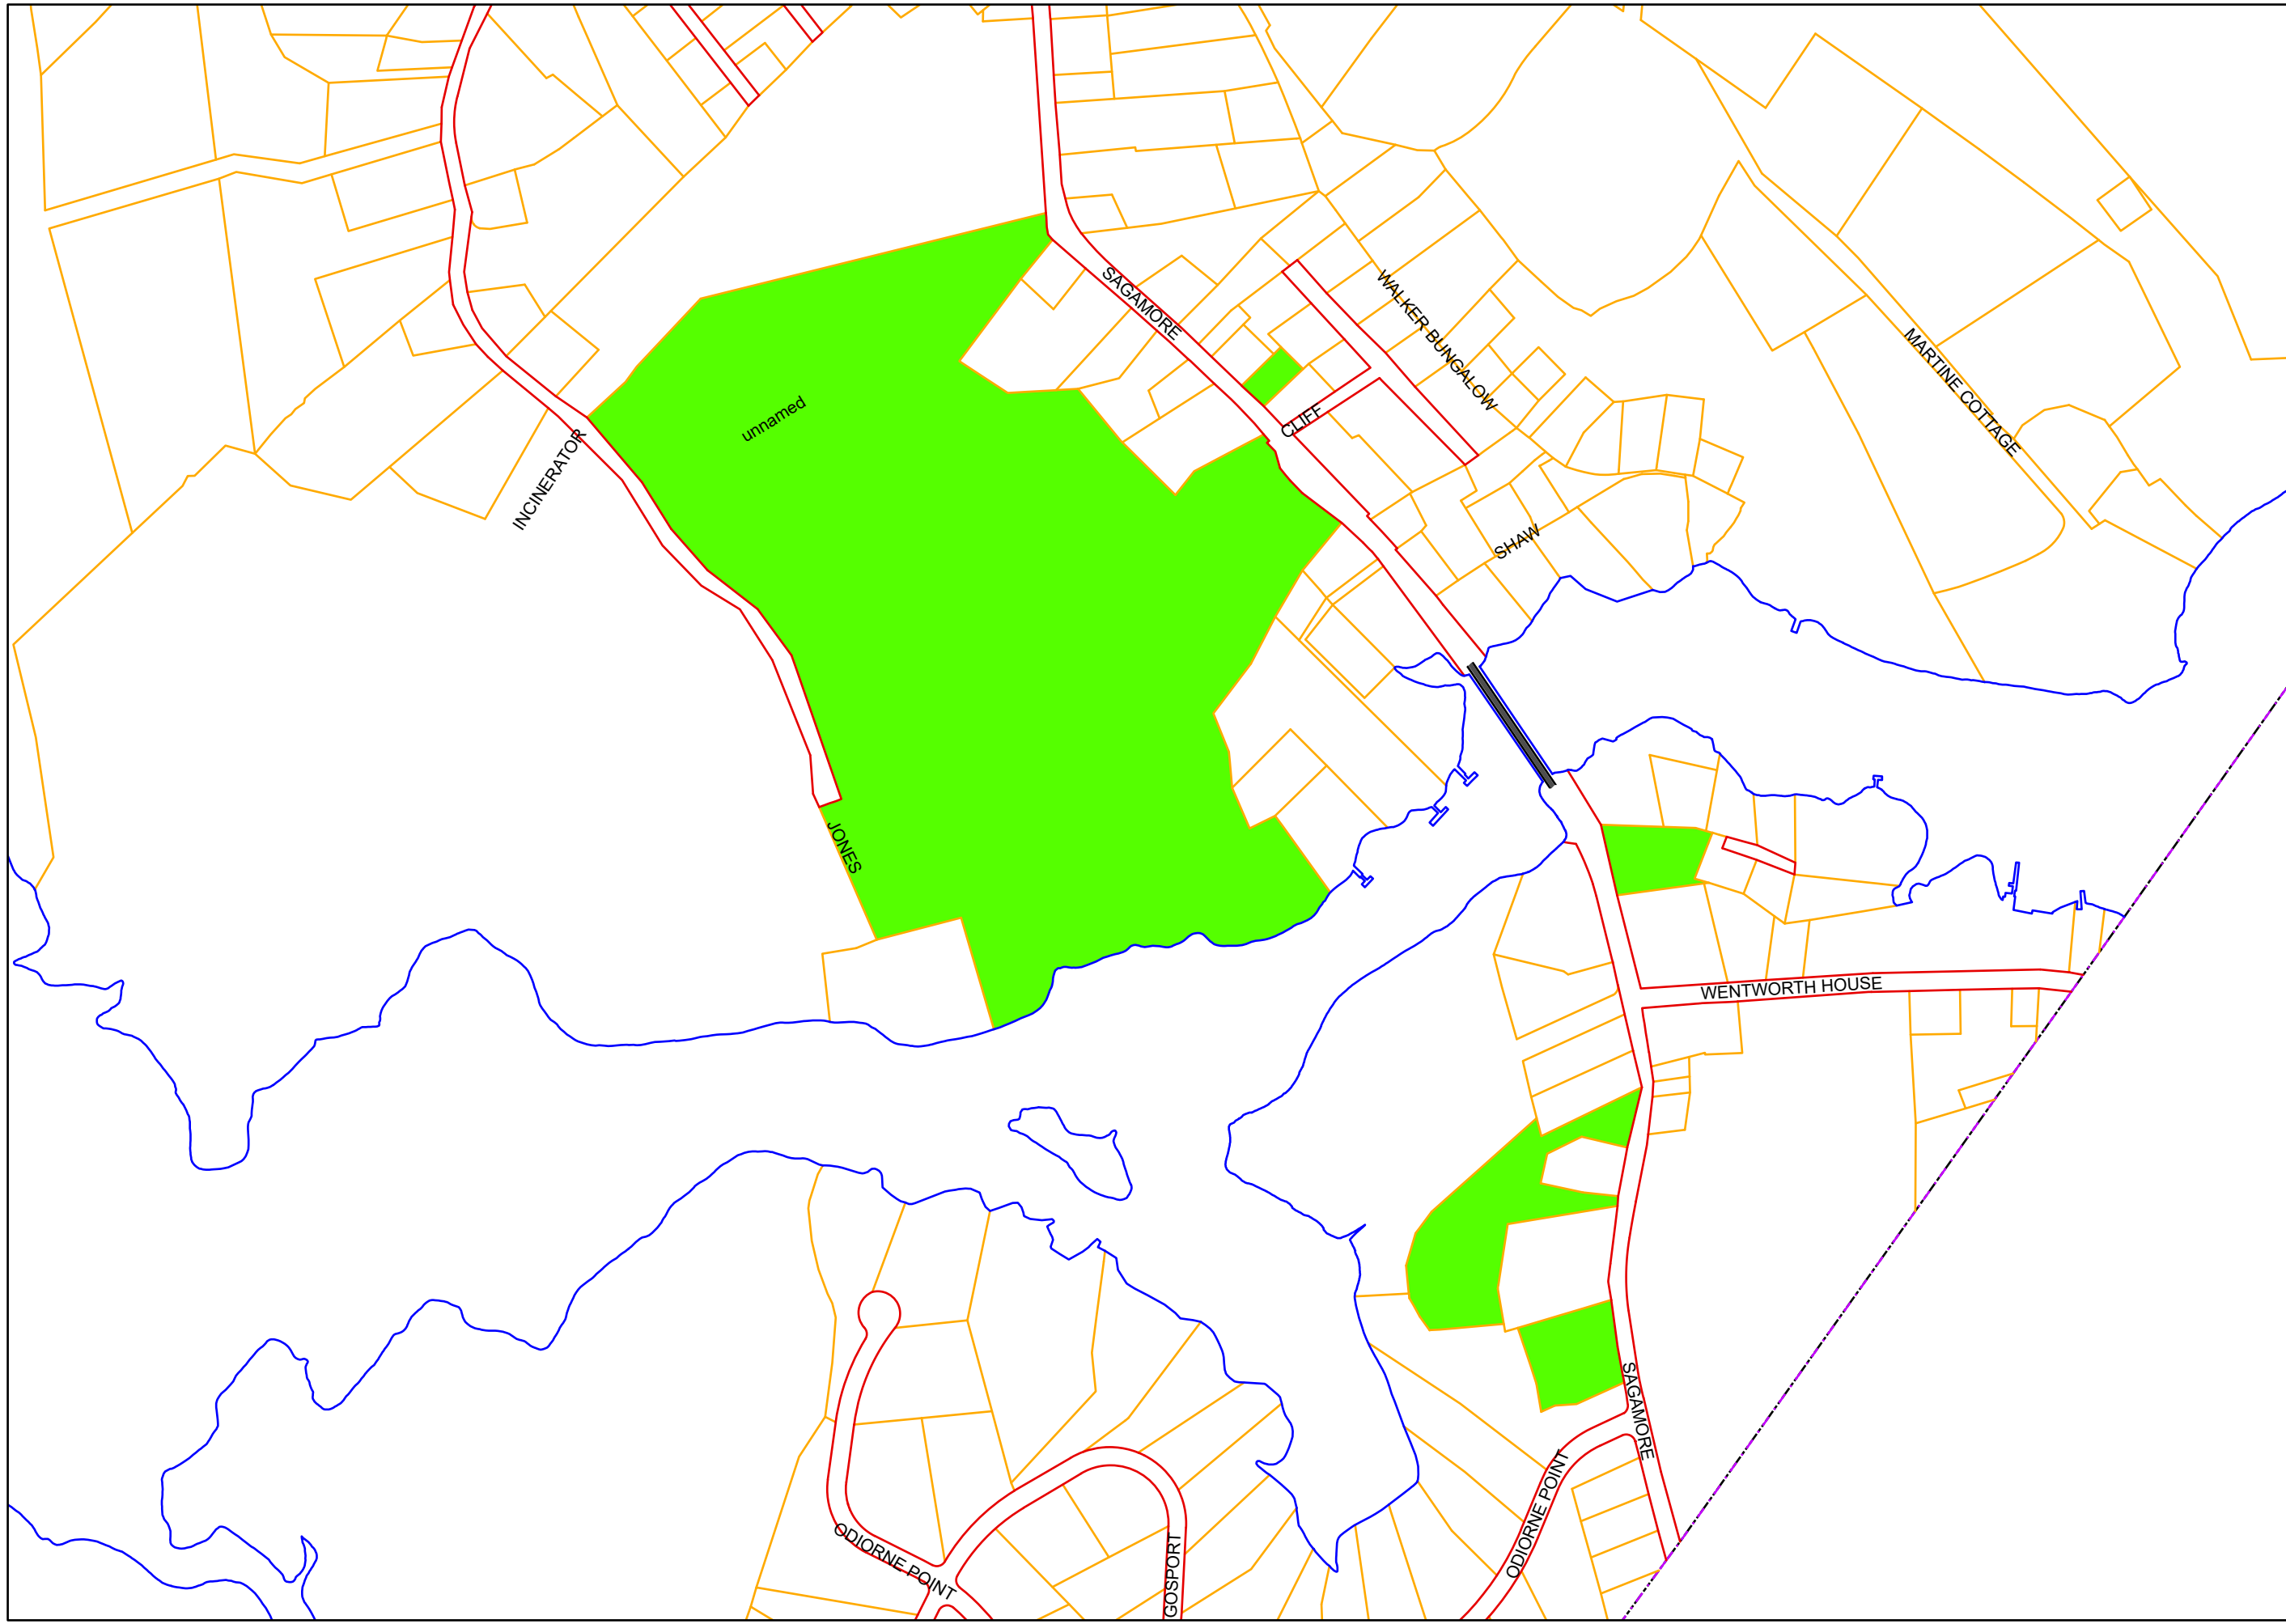 SAGAMORE
WALKER BUNGALOW
MARTINE COTTAGE
unnamed
CLIFF
INCINERATOR
SHAW
JONES
WENTWORTH HOUSE
SAGAMORE
ODIORNE POINT
ODIORNE POINT
GOSPORT